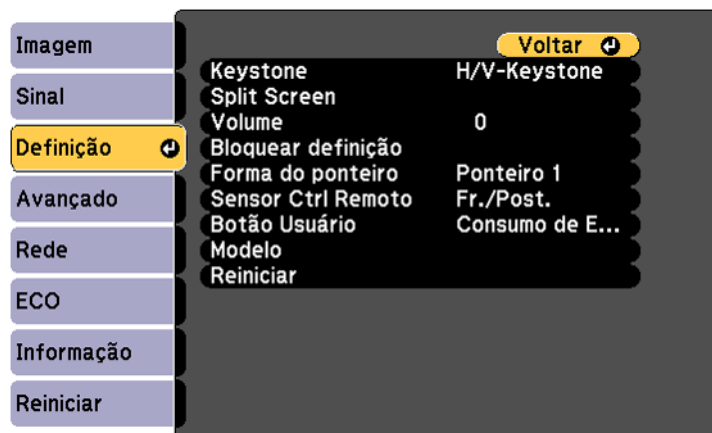 Imagem
Sinal
Definição
Avançado
Rede
ECO
Informação
Reiniciar
Voltar
Keystone H/V-Keystone
Split Screen
Volume 0
Bloquear definição
Forma do ponteiro Ponteiro 1
Sensor Ctrl Remoto Fr./Post.
Botão Usuário Consumo de E...
Modelo
Reiniciar